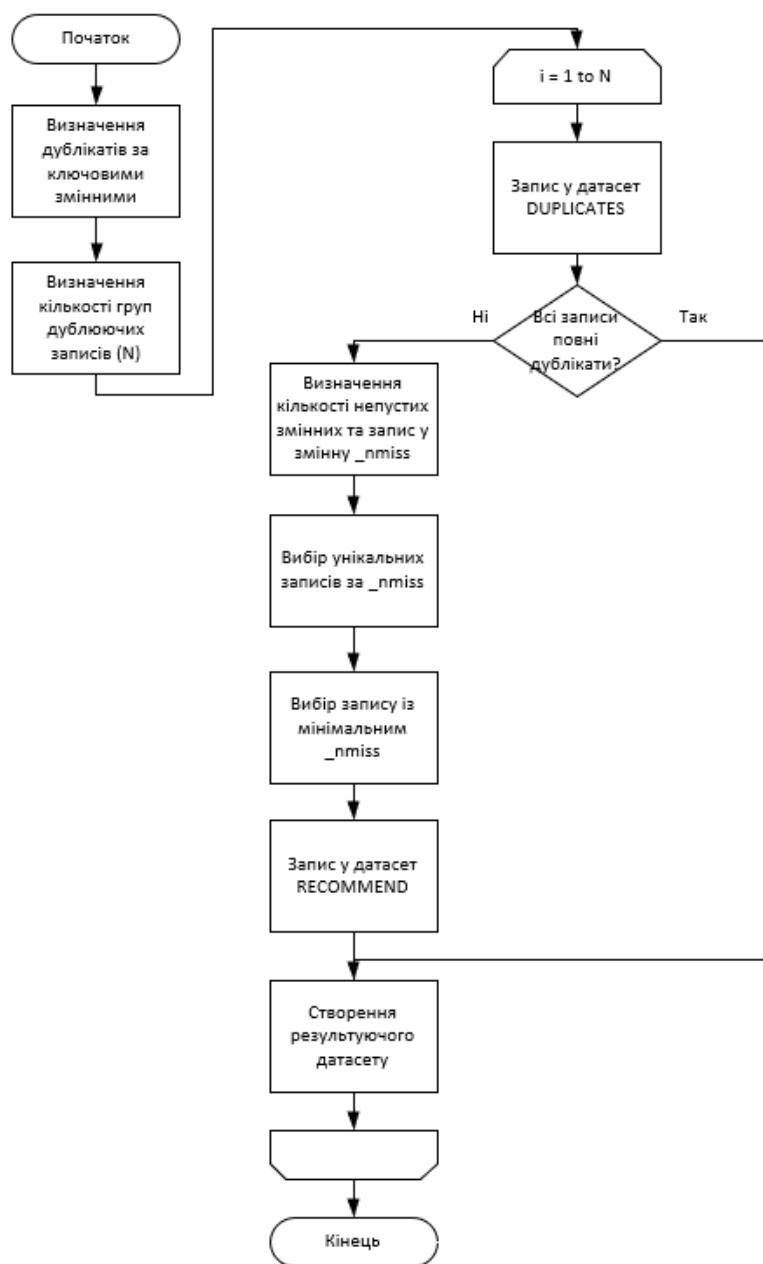 Початок
Визначення
дублікатів за
ключовими
змінними
Визначення
кількості груп
дублюючих
записів (N)
i = 1 to N
Запис у датасет
DUPLICATES
Всі записи
повні
дублікати?
Ні
Так
Визначення
кількості непустих
змінних та запис у
змінну _nmiss
Вибір унікальних
записів за _nmiss
Вибір запису із
мінімальним
_nmiss
Запис у датасет
RECOMMEND
Створення
результуючого
датасету
Кінець